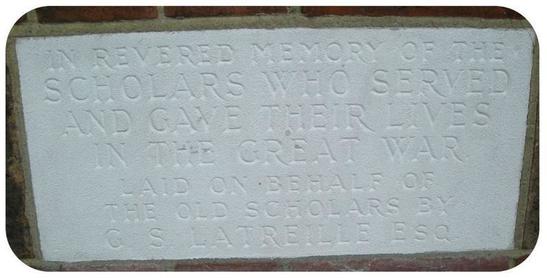 IN REVERED MEMORY OF THE
SCHOLARS WHO SERVED
AND GAVE THEIR LIVES
IN THE GREAT WAR
LAID ON BEHALF OF
THE OLD SCHOLARS BY
G S LATREILLE ESQ